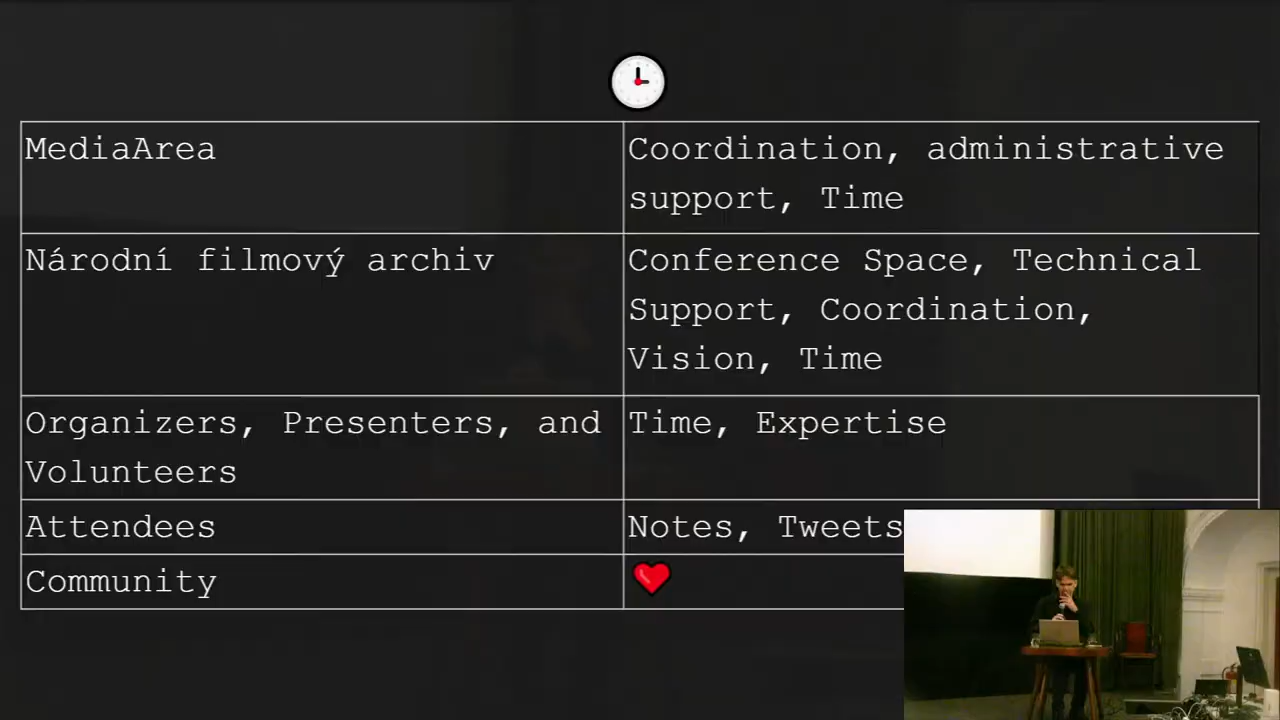 MediaArea
Coordination, administrative
support, Time
Národní filmový archiv
Conference Space, Technical
Support, Coordination,
Vision, Time
Organizers, Presenters, and
Volunteers
Time, Expertise
Attendees
Notes, Tweets
Community